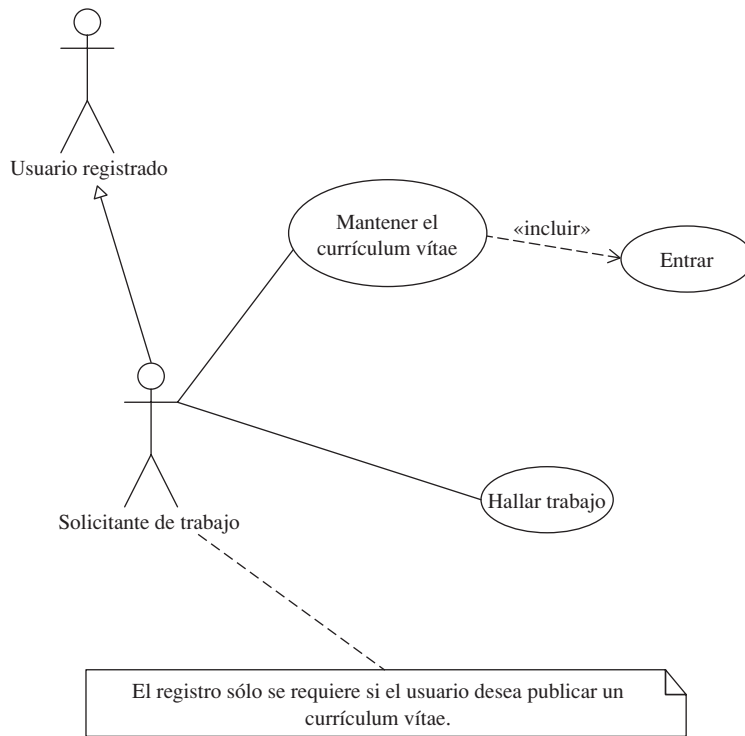 Usuario registrado
Mantener el
currículum vítae
«incluir»
Entrar
Hallar trabajo
Solicitante de trabajo
El registro sólo se requiere si el usuario desea publicar un
currículum vítae.